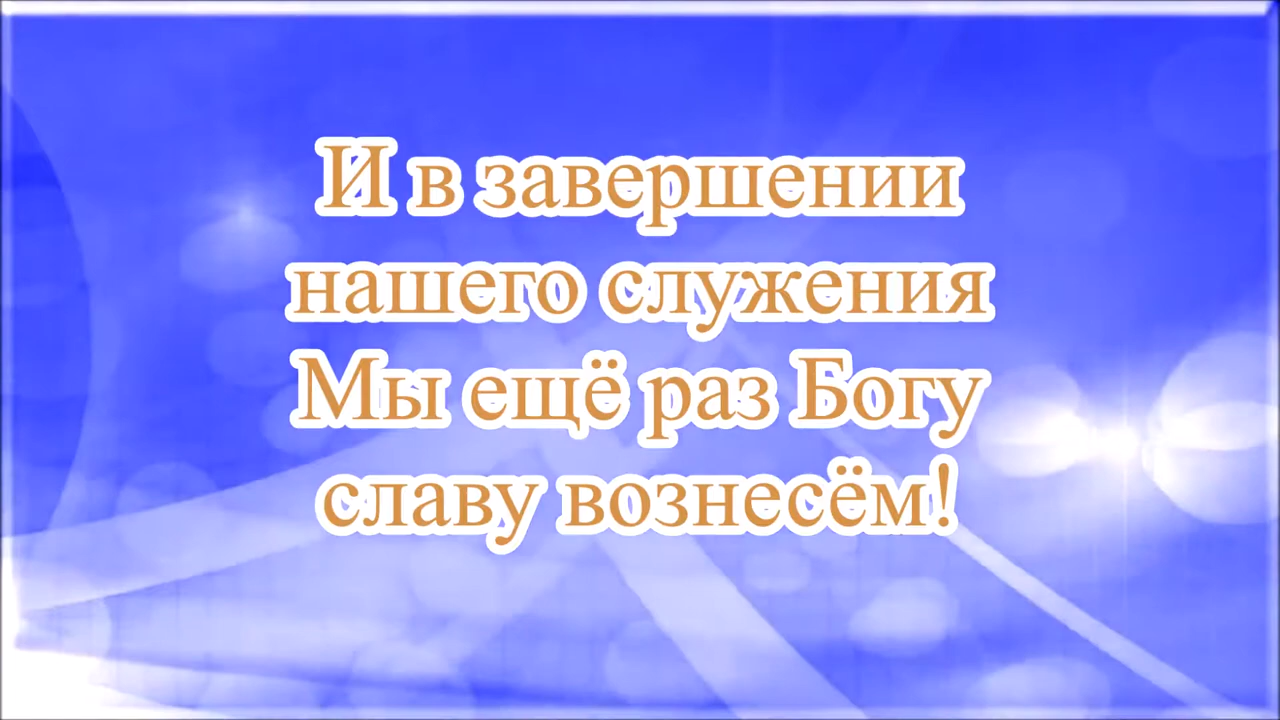 И в завершении
нашего служения
Мы ещё раз Богу
славу вознесём!